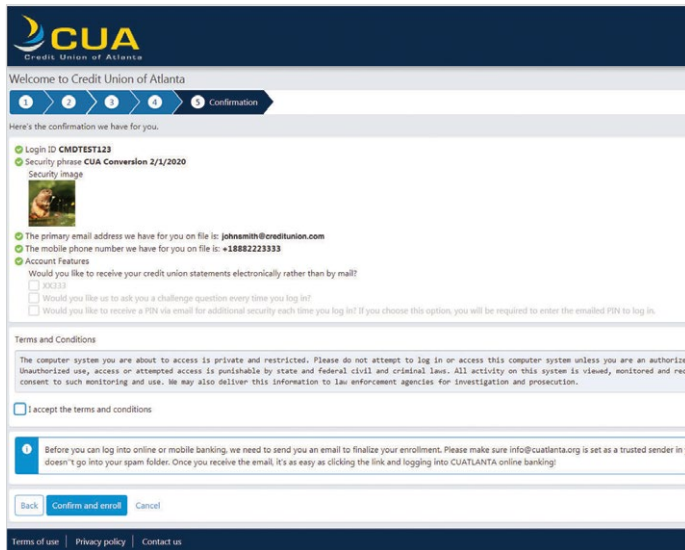 CUA
Credit Union of Atlanta
Welcome to Credit Union of Atlanta
1 2 3 4 5 Confirmation
Here's the confirmation we have for you.
Login ID CMDTEST123
Security phrase CUA Conversion 2/1/2020
Security image
The primary email address we have for you on file is: johnsmith@creditunion.com
The mobile phone number we have for you on file is: +18882223333
Account Features
Would you like to receive your credit union statements electronically rather than by mail?
XX333
Would you like us to ask you a challenge question every time you log in?
Would you like to receive a PIN via email for additional security each time you log in? If you choose this option, you will be required to enter the emailed PIN to log in.
Terms and Conditions
The computer system you are about to access is private and restricted. Please do not attempt to log in or access this computer system unless you are an authorize
Unauthorized use, access or attempted access is punishable by state and federal civil and criminal laws. All activity on this system is viewed, monitored and rec
consent to such monitoring and use. We may also deliver this information to law enforcement agencies for investigation and prosecution.
I accept the terms and conditions
Before you can log into online or mobile banking, we need to send you an email to finalize your enrollment. Please make sure info@cuatlanta.org is set as a trusted sender in
doesn''t go into your spam folder. Once you receive the email, it's as easy as clicking the link and logging into CUATLANTA online banking!
Back Confirm and enroll Cancel
Terms of use | Privacy policy | Contact us